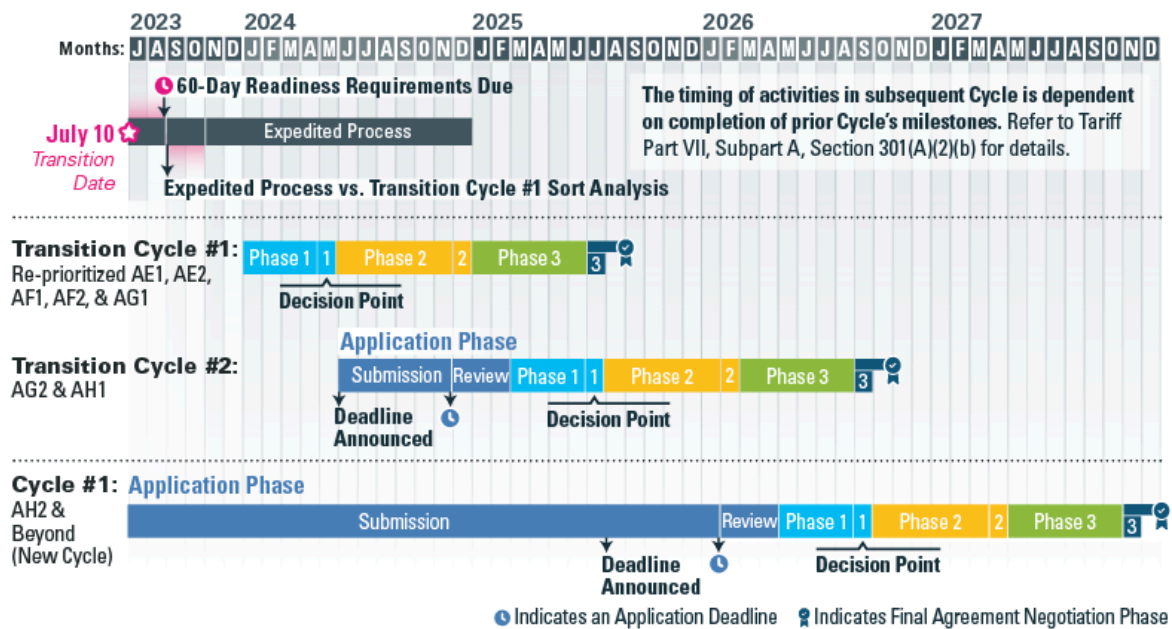 2023 2024 2025 2026 2027
Months: J A S O N D J F M A M J J A S O N D J F M A M J J A S O N D J F M A M J J A S O N D J F M A M J J A S O N D
60-Day Readiness Requirements Due
July 10
Transition
Date
Expedited Process
Expedited Process vs. Transition Cycle #1 Sort Analysis
The timing of activities in subsequent Cycle is dependent
on completion of prior Cycle's milestones. Refer to Tariff
Part VII, Subpart A, Section 301(A)(2)(b) for details.
Transition Cycle #1:
Re-prioritized AE1, AE2,
AF1, AF2, & AG1
Phase 1 1 Phase 2 2 Phase 3 3
Decision Point
Transition Cycle #2:
AG2 & AH1
Application Phase
Submission Review Phase 1 1 Phase 2 2 Phase 3 3
Deadline
Announced
Decision Point
Cycle #1: Application Phase
AH2 &
Beyond
(New Cycle)
Submission Review Phase 1 1 Phase 2 2 Phase 3 3
Deadline
Announced
Decision Point
Indicates an Application Deadline Indicates Final Agreement Negotiation Phase